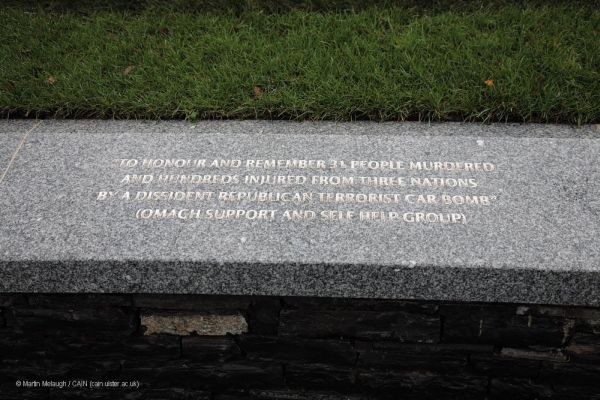 "TO HONOUR AND REMEMBER 31 PEOPLE MURDERED
AND HUNDREDS INJURED FROM THREE NATIONS
BY A DISSIDENT REPUBLICAN TERRORIST CAR BOMB"
(OMAGH SUPPORT AND SELF HELP GROUP)
© Martin Melaugh / CAIN (cain.ulster.ac.uk)